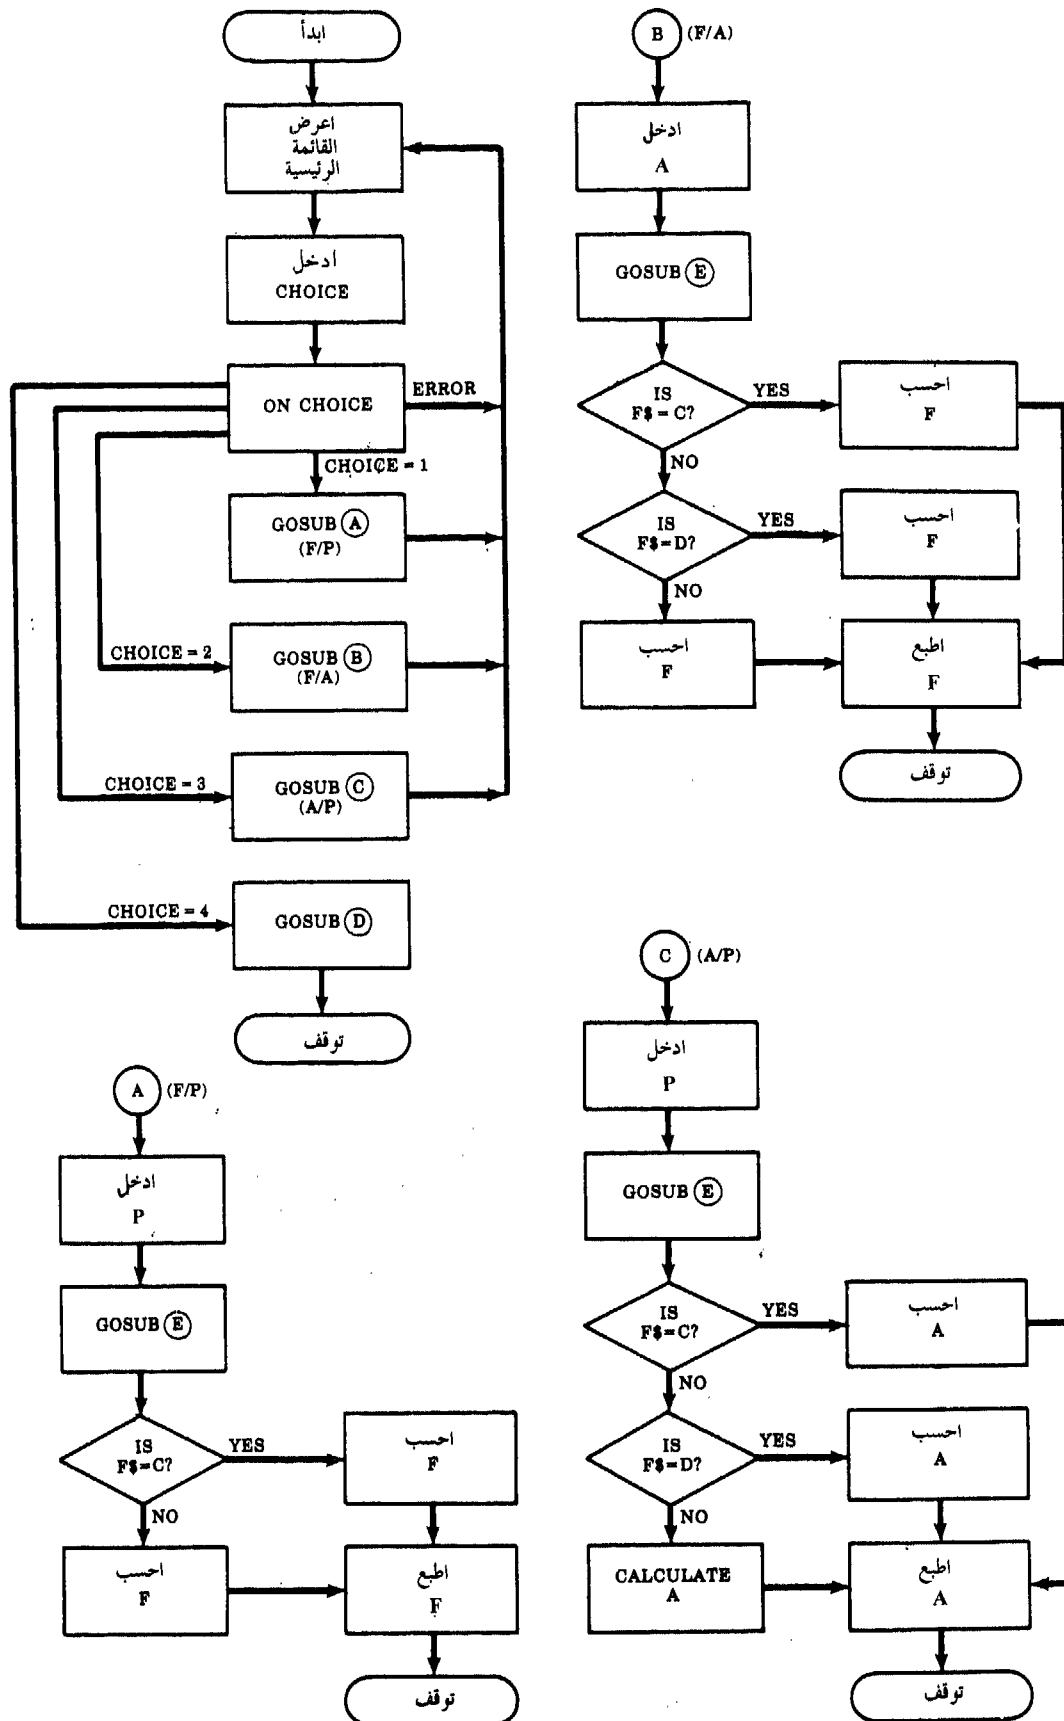 ابدأ
اعرض
القائمة
الرئيسية
ادخل
CHOICE
ON CHOICE
ERROR
CHOICE = 1
GOSUB A
(F/P)
CHOICE = 2
GOSUB B
(F/A)
CHOICE = 3
GOSUB C
(A/P)
CHOICE = 4
GOSUB D
توقف
B (F/A)
ادخل
A
GOSUB E
IS
F$ = C?
YES
احسب
F
NO
IS
F$=D?
YES
احسب
F
NO
احسب
F
اطبع
F
توقف
A (F/P)
ادخل
P
GOSUB E
IS
F$=C?
YES
احسب
F
NO
احسب
F
اطبع
F
توقف
C (A/P)
ادخل
P
GOSUB E
IS
F$=C?
YES
احسب
A
NO
IS
F$=D?
YES
احسب
A
NO
CALCULATE
A
اطبع
A
توقف